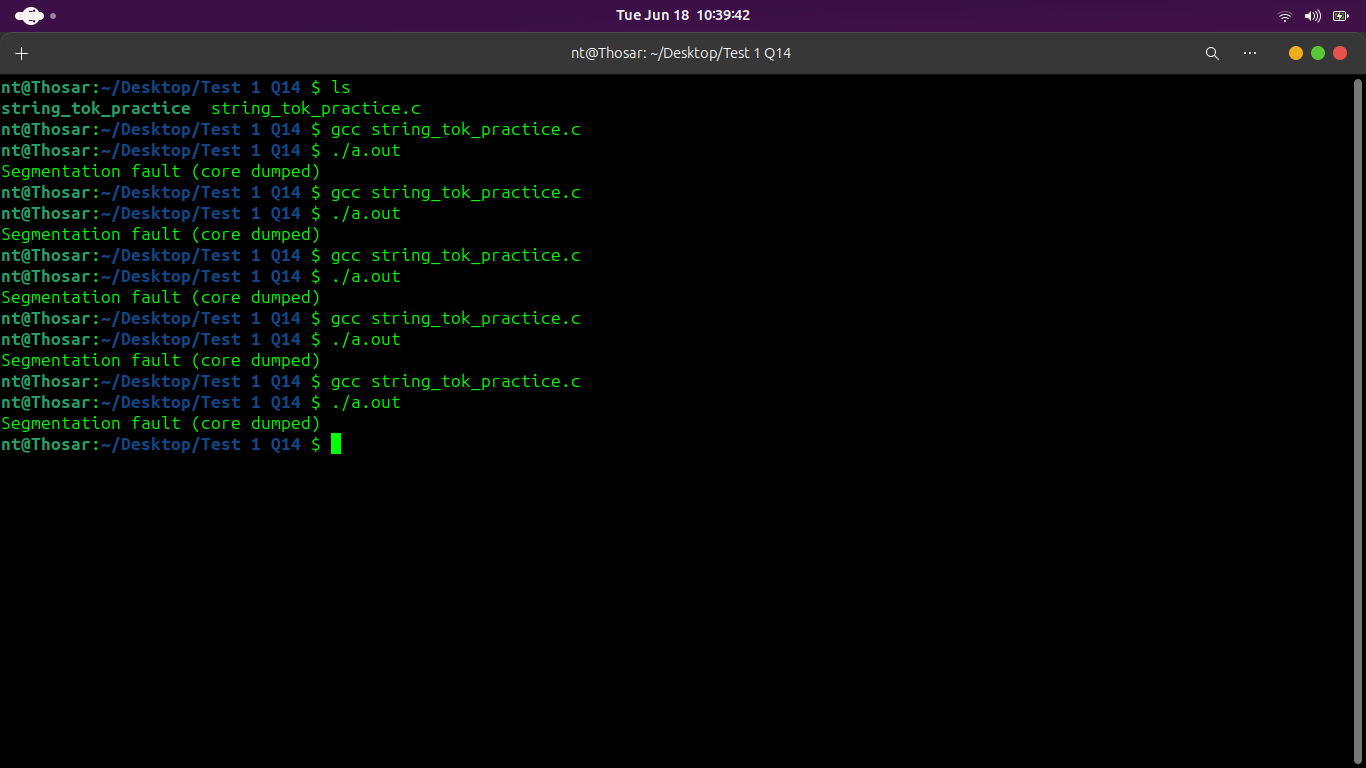 Tue Jun 18  10:39:42
nt@Thosar: ~/Desktop/Test 1 Q14
nt@Thosar:~/Desktop/Test 1 Q14 $ ls
string_tok_practice  string_tok_practice.c
nt@Thosar:~/Desktop/Test 1 Q14 $ gcc string_tok_practice.c
nt@Thosar:~/Desktop/Test 1 Q14 $ ./a.out
Segmentation fault (core dumped)
nt@Thosar:~/Desktop/Test 1 Q14 $ gcc string_tok_practice.c
nt@Thosar:~/Desktop/Test 1 Q14 $ ./a.out
Segmentation fault (core dumped)
nt@Thosar:~/Desktop/Test 1 Q14 $ gcc string_tok_practice.c
nt@Thosar:~/Desktop/Test 1 Q14 $ ./a.out
Segmentation fault (core dumped)
nt@Thosar:~/Desktop/Test 1 Q14 $ gcc string_tok_practice.c
nt@Thosar:~/Desktop/Test 1 Q14 $ ./a.out
Segmentation fault (core dumped)
nt@Thosar:~/Desktop/Test 1 Q14 $ gcc string_tok_practice.c
nt@Thosar:~/Desktop/Test 1 Q14 $ ./a.out
Segmentation fault (core dumped)
nt@Thosar:~/Desktop/Test 1 Q14 $